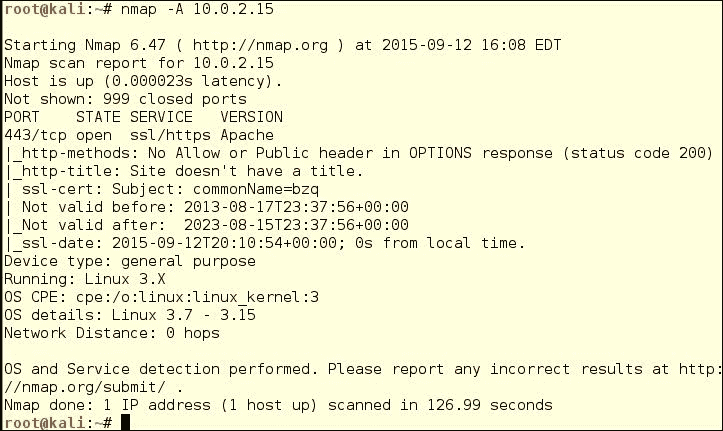 root@kali:~# nmap -A 10.0.2.15
Starting Nmap 6.47 ( http://nmap.org ) at 2015-09-12 16:08 EDT
Nmap scan report for 10.0.2.15
Host is up (0.000023s latency).
Not shown: 999 closed ports
PORT    STATE SERVICE   VERSION
443/tcp open  ssl/https Apache
|_http-methods: No Allow or Public header in OPTIONS response (status code 200)
|_http-title: Site doesn't have a title.
| ssl-cert: Subject: commonName=bzq
| Not valid before: 2013-08-17T23:37:56+00:00
|_Not valid after:  2023-08-15T23:37:56+00:00
|_ssl-date: 2015-09-12T20:10:54+00:00; 0s from local time.
Device type: general purpose
Running: Linux 3.X
OS CPE: cpe:/o:linux:linux_kernel:3
OS details: Linux 3.7 - 3.15
Network Distance: 0 hops
OS and Service detection performed. Please report any incorrect results at http:
//nmap.org/submit/ .
Nmap done: 1 IP address (1 host up) scanned in 126.99 seconds
root@kali:~#